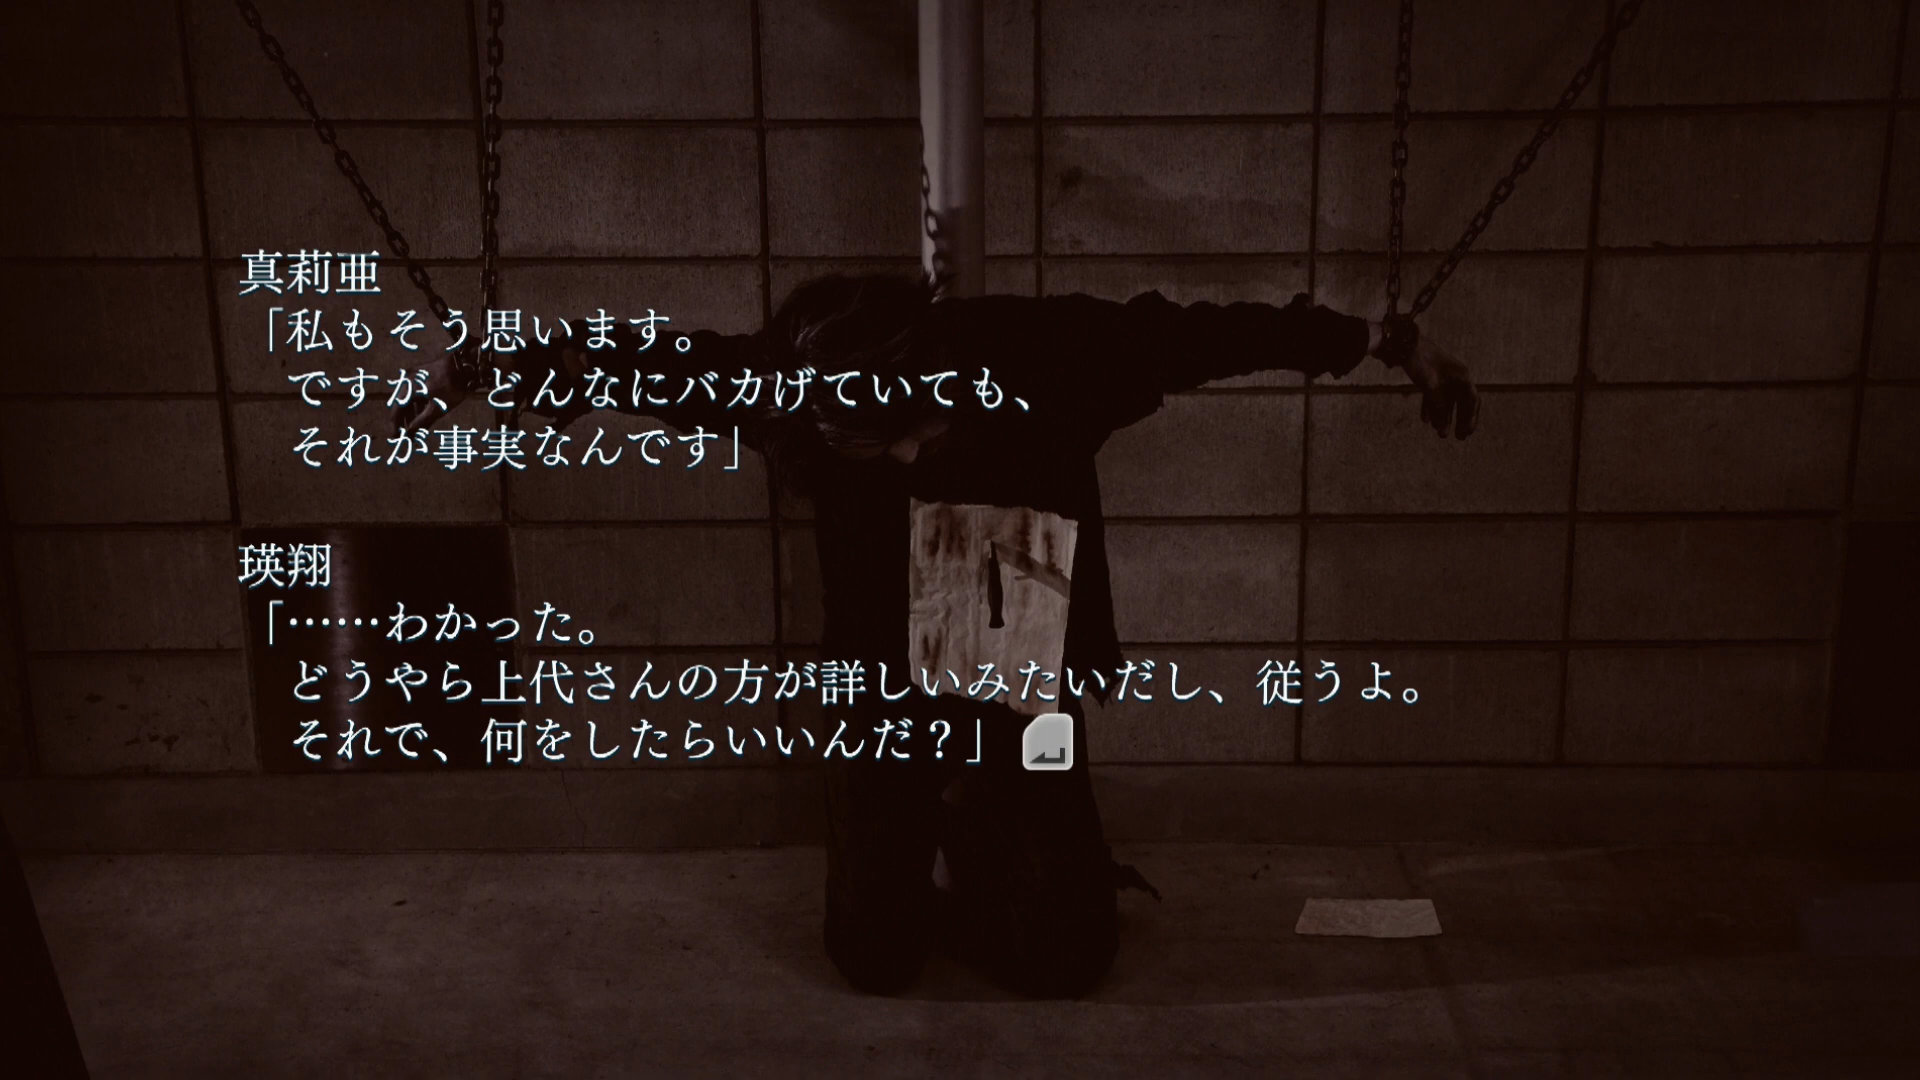 真莉亜
「私もそう思います。
ですが、どんなにバカげていても、
それが事実なんです」
瑛翔
「……わかった。
どうやら上代さんの方が詳しいみたいだし、従うよ。
それで、何をしたらいいんだ？」